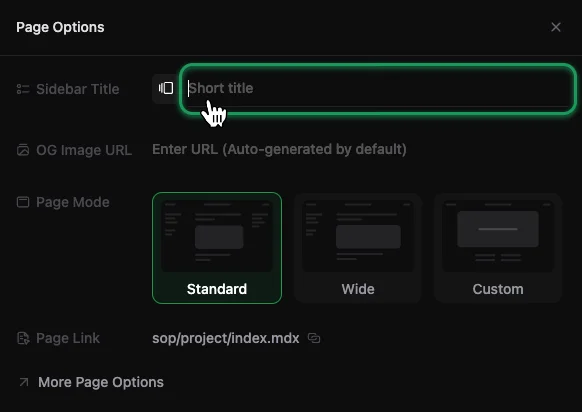 Page Options
Sidebar Title
Short title
OG Image URL
Enter URL (Auto-generated by default)
Page Mode
Standard
Wide
Custom
Page Link
sop/project/index.mdx
More Page Options